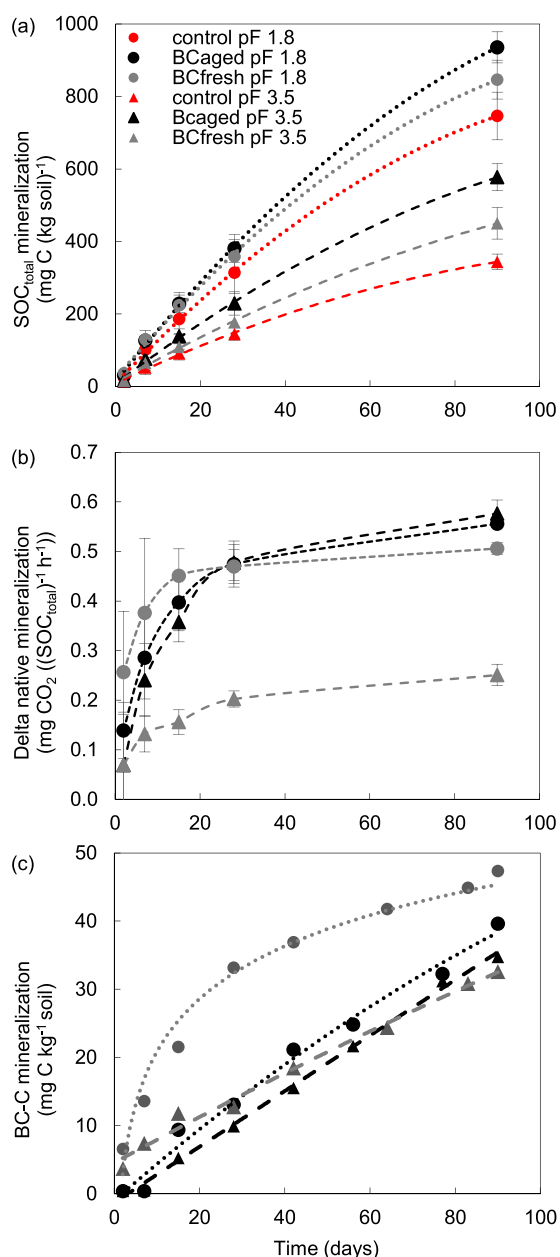 (a)
SOCtotal mineralization
(mg C (kg soil)-1)
1000
800
600
400
200
0
control pF 1.8
BCaged pF 1.8
BCfresh pF 1.8
control pF 3.5
Bcaged pF 3.5
BCfresh pF 3.5
0 20 40 60 80 100
(b)
Delta native mineralization
(mg CO2 ((SOCtotal)-1 h-1))
0.7
0.6
0.5
0.4
0.3
0.2
0.1
0.0
0 20 40 60 80 100
(c)
BC-C mineralization
(mg C kg-1 soil)
50
40
30
20
10
0
0 20 40 60 80 100
Time (days)